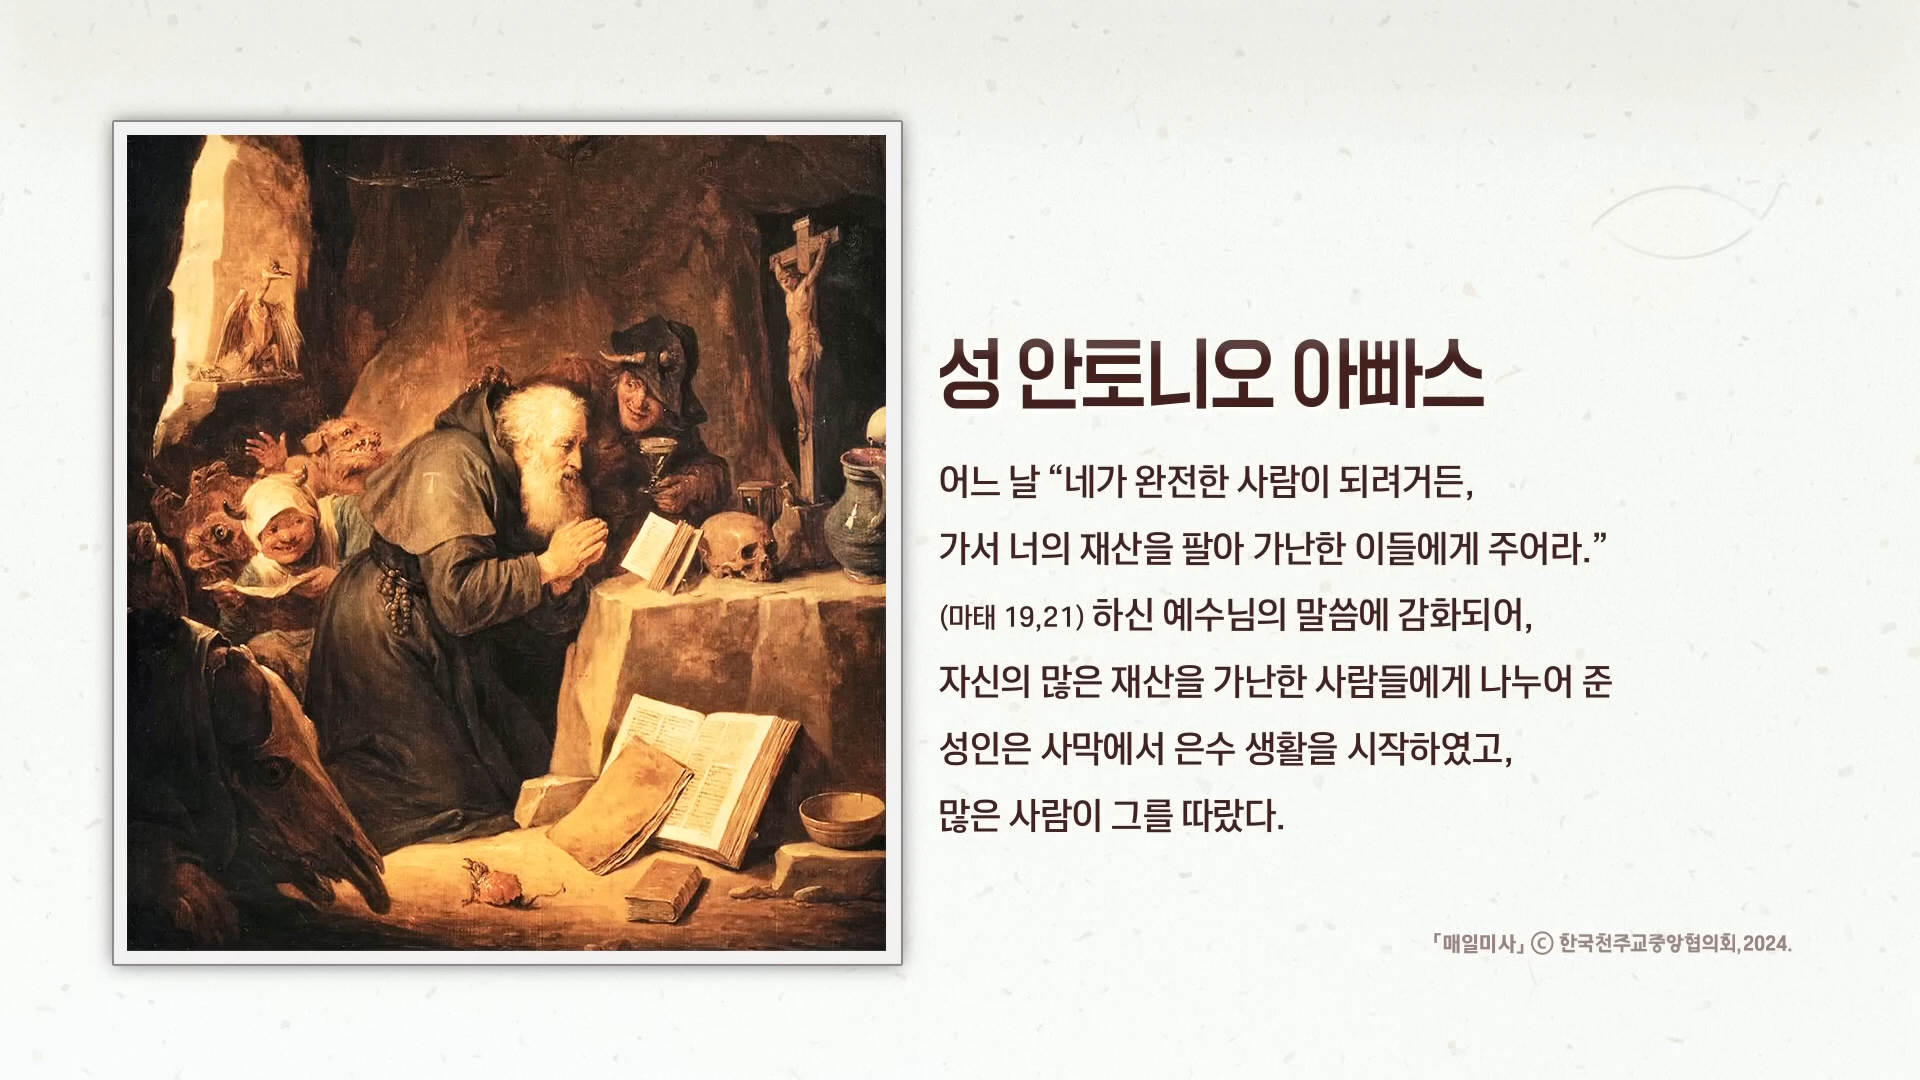 성 안토니오 아빠스
어느 날 “네가 완전한 사람이 되려거든,
가서 너의 재산을 팔아 가난한 이들에게 주어라.”
(마태 19,21) 하신 예수님의 말씀에 감화되어,
자신의 많은 재산을 가난한 사람들에게 나누어 준
성인은 사막에서 은수 생활을 시작하였고,
많은 사람이 그를 따랐다.
「매일미사」 ⓒ 한국천주교중앙협의회,2024.